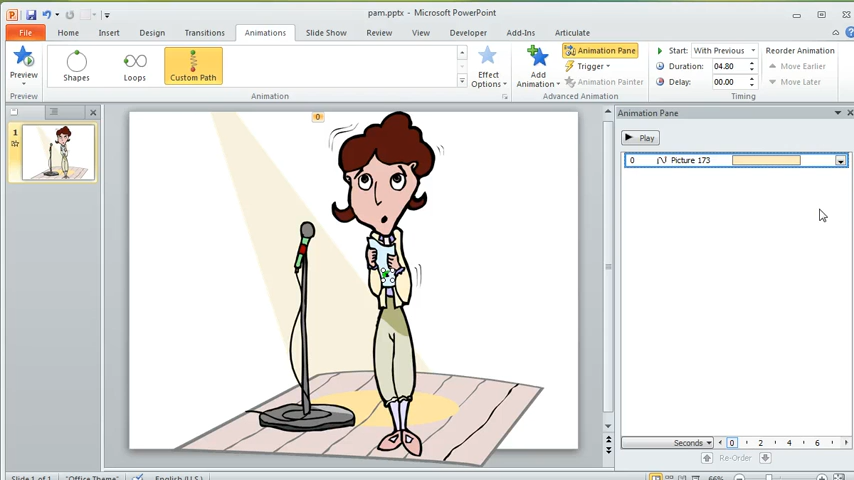 pam.pptx - Microsoft PowerPoint
File Home Insert Design Transitions Animations Slide Show Review View Developer Add-Ins Articulate
Preview
Shapes Loops Custom Path
Effect Options
Add Animation
Animation Pane
Trigger
Animation Painter
Start: With Previous
Duration: 04.80
Delay: 00.00
Reorder Animation
Move Earlier
Move Later
Preview Animation Advanced Animation Timing
1
0
Animation Pane
Play
0 Picture 173
Seconds 0 2 4 6
Re-Order
Slide 1 of 1 "Office Theme" English (U.S.) 66%